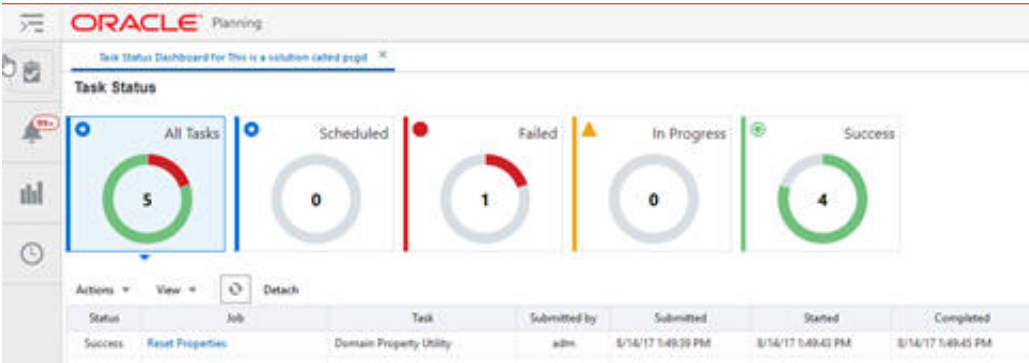 ORACLE Planning
Task Status Dashboard for This is a solution called pcgd ×
Task Status
99+
All Tasks
5
Scheduled
0
Failed
1
In Progress
0
Success
4
Actions View Detach
Status Job Task Submitted by Submitted Started Completed
Success Reset Properties Domain Property Utility adm 8/14/17 1:49:39 PM 8/14/17 1:49:43 PM 8/14/17 1:49:45 PM